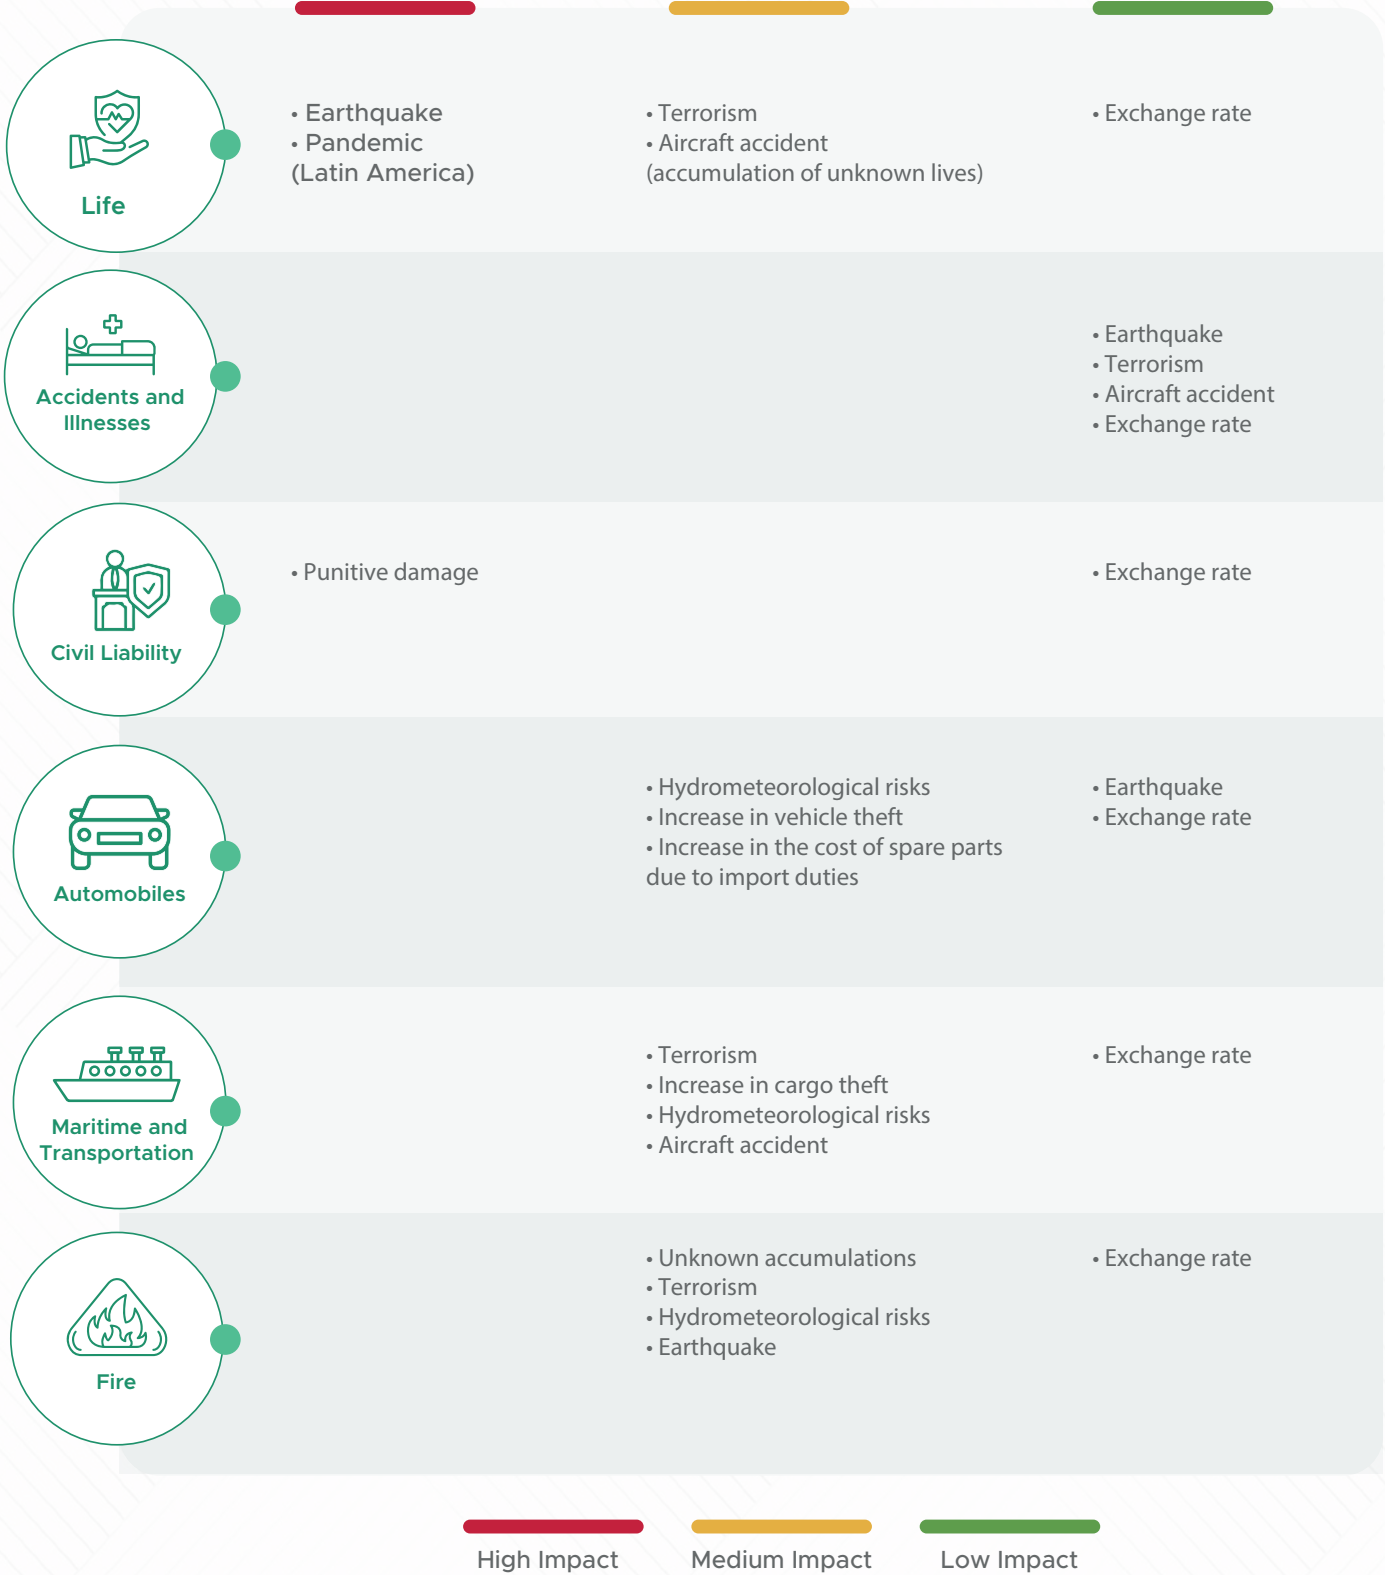 Life
• Earthquake
• Pandemic
(Latin America)
• Terrorism
• Aircraft accident
(accumulation of unknown lives)
• Exchange rate
Accidents and
Illnesses
• Earthquake
• Terrorism
• Aircraft accident
• Exchange rate
Civil Liability
• Punitive damage
• Exchange rate
Automobiles
• Hydrometeorological risks
• Increase in vehicle theft
• Increase in the cost of spare parts
due to import duties
• Earthquake
• Exchange rate
Maritime and
Transportation
• Terrorism
• Increase in cargo theft
• Hydrometeorological risks
• Aircraft accident
• Exchange rate
Fire
• Unknown accumulations
• Terrorism
• Hydrometeorological risks
• Earthquake
• Exchange rate
High Impact
Medium Impact
Low Impact